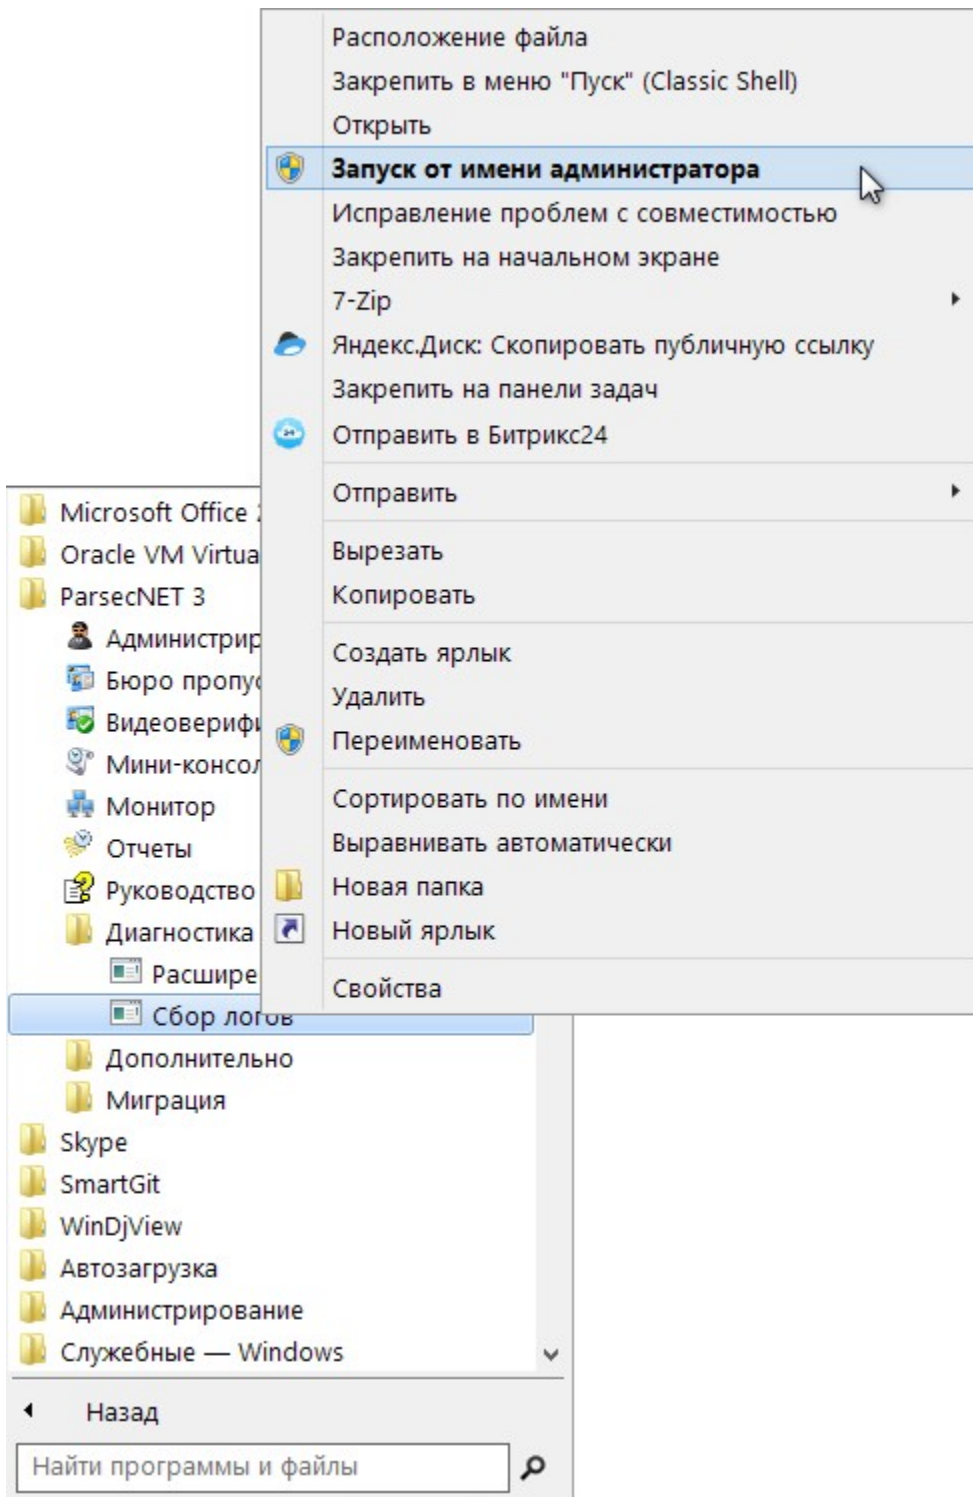 Расположение файла
Закрепить в меню "Пуск" (Classic Shell)
Открыть
Запуск от имени администратора
Исправление проблем с совместимостью
Закрепить на начальном экране
7-Zip
Яндекс.Диск: Скопировать публичную ссылку
Закрепить на панели задач
Отправить в Битрикс24
Отправить
Вырезать
Копировать
Создать ярлык
Удалить
Переименовать
Сортировать по имени
Выравнивать автоматически
Новая папка
Новый ярлык
Свойства
Microsoft Office
Oracle VM Virtua
ParsecNET 3
Администрир
Бюро пропус
Видеоверифи
Мини-консол
Монитор
Отчеты
Руководство
Диагностика
Расшире
Сбор логов
Дополнительно
Миграция
Skype
SmartGit
WinDjView
Автозагрузка
Администрирование
Служебные — Windows
Назад
Найти программы и файлы